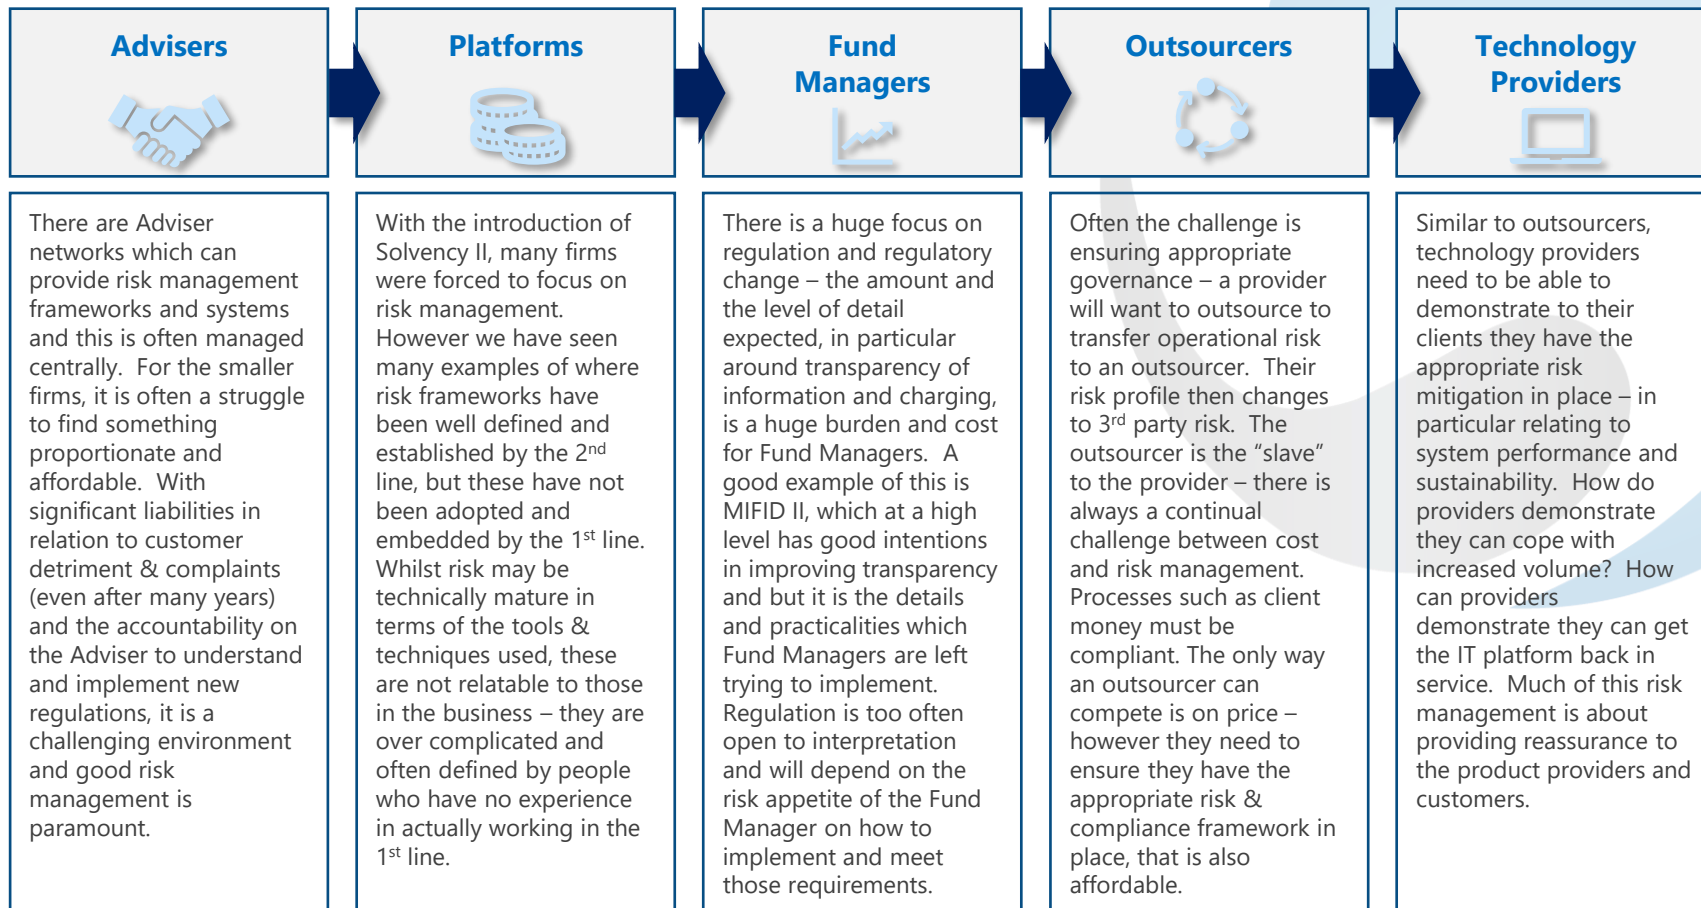 Advisers
There are Adviser
networks which can
provide risk management
frameworks and systems
and this is often managed
centrally.  For the smaller
firms, it is often a struggle
to find something
proportionate and
affordable.  With
significant liabilities in
relation to customer
detriment & complaints
(even after many years)
and the accountability on
the Adviser to understand
and implement new
regulations, it is a
challenging environment
and good risk
management is
paramount.
Platforms
With the introduction of
Solvency II, many firms
were forced to focus on
risk management.
However we have seen
many examples of where
risk frameworks have
been well defined and
established by the 2nd
line, but these have not
been adopted and
embedded by the 1st line.
Whilst risk may be
technically mature in
terms of the tools &
techniques used, these
are not relatable to those
in the business – they are
over complicated and
often defined by people
who have no experience
in actually working in the
1st line.
Fund
Managers
There is a huge focus on
regulation and regulatory
change – the amount and
the level of detail
expected, in particular
around transparency of
information and charging,
is a huge burden and cost
for Fund Managers.  A
good example of this is
MIFID II, which at a high
level has good intentions
in improving transparency
and but it is the details
and practicalities which
Fund Managers are left
trying to implement.
Regulation is too often
open to interpretation
and will depend on the
risk appetite of the Fund
Manager on how to
implement and meet
those requirements.
Outsourcers
Often the challenge is
ensuring appropriate
governance – a provider
will want to outsource to
transfer operational risk
to an outsourcer.  Their
risk profile then changes
to 3rd party risk.  The
outsourcer is the “slave”
to the provider – there is
always a continual
challenge between cost
and risk management.
Processes such as client
money must be
compliant. The only way
an outsourcer can
compete is on price –
however they need to
ensure they have the
appropriate risk &
compliance framework in
place, that is also
affordable.
Technology
Providers
Similar to outsourcers,
technology providers
need to be able to
demonstrate to their
clients they have the
appropriate risk
mitigation in place – in
particular relating to
system performance and
sustainability.  How do
providers demonstrate
they can cope with
increased volume?  How
can providers
demonstrate they can get
the IT platform back in
service.  Much of this risk
management is about
providing reassurance to
the product providers and
customers.